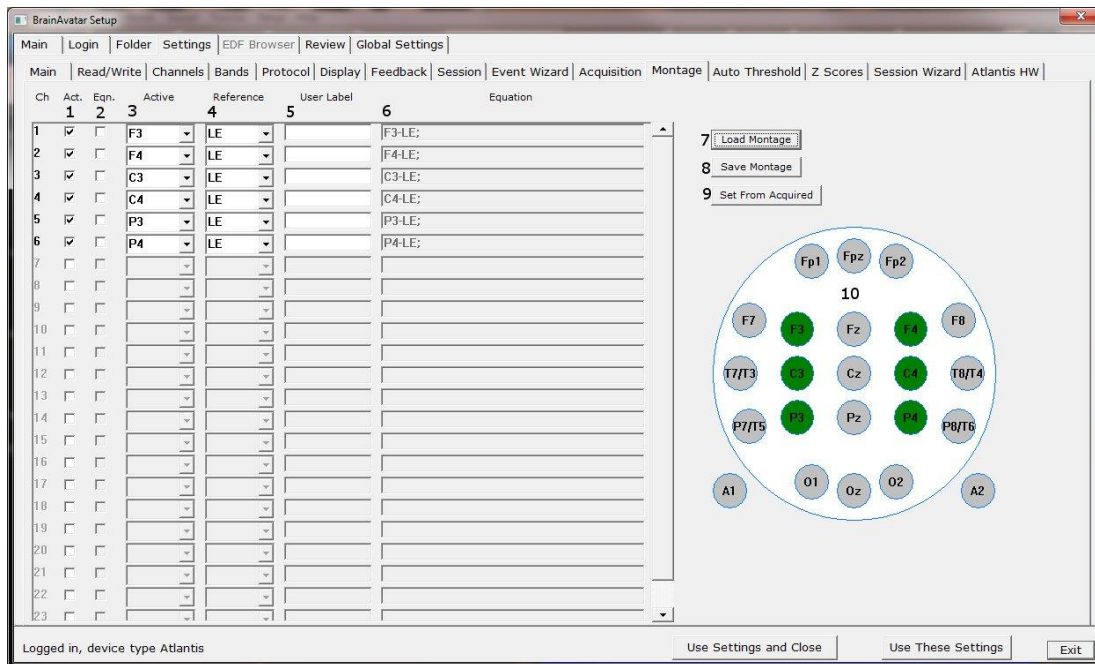 BrainAvatar Setup
Main Login Folder Settings EDF Browser Review Global Settings
Main Read/Write Channels Bands Protocol Display Feedback Session Event Wizard Acquisition Montage Auto Threshold Z Scores Session Wizard Atlantis HW
Ch Act. Eqn. Active Reference User Label Equation
1 2 3 4 5 6
1 F3 LE F3-LE;
2 F4 LE F4-LE;
3 C3 LE C3-LE;
4 C4 LE C4-LE;
5 P3 LE P3-LE;
6 P4 LE P4-LE;
7
8
9
10
11
12
13
14
15
16
17
18
19
20
21
22
23
7 Load Montage
8 Save Montage
9 Set From Acquired
Fp1 Fpz Fp2
10
F7 F3 Fz F4 F8
T7/T3 C3 Cz C4 T8/T4
P7/T5 P3 Pz P4 P8/T6
A1 O1 Oz O2 A2
Logged in, device type Atlantis
Use Settings and Close Use These Settings Exit